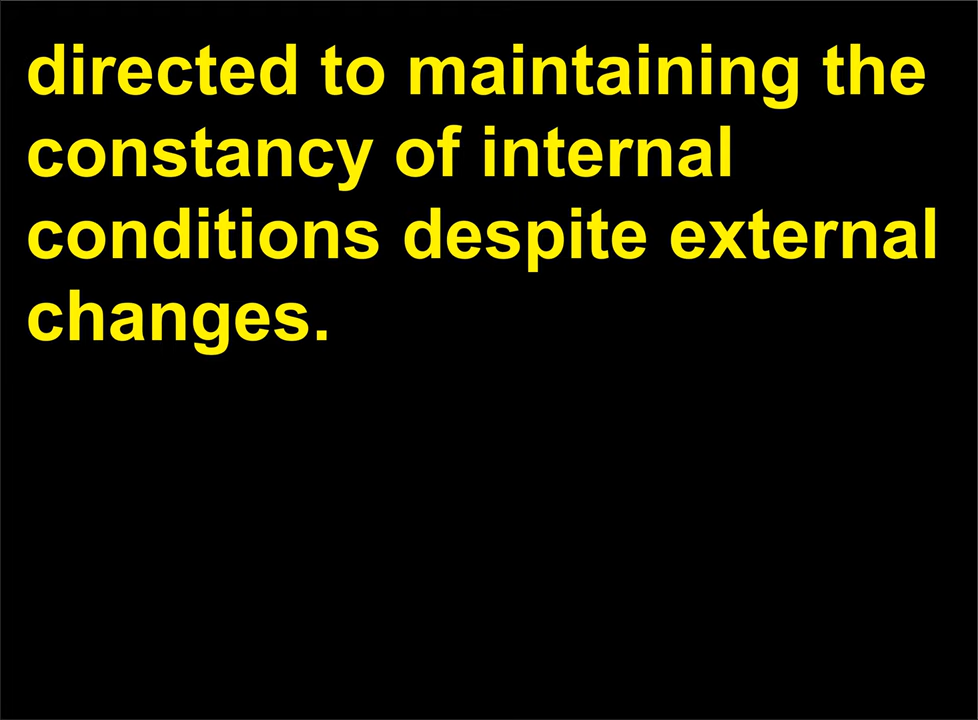 directed to maintaining the
constancy of internal
conditions despite external
changes.